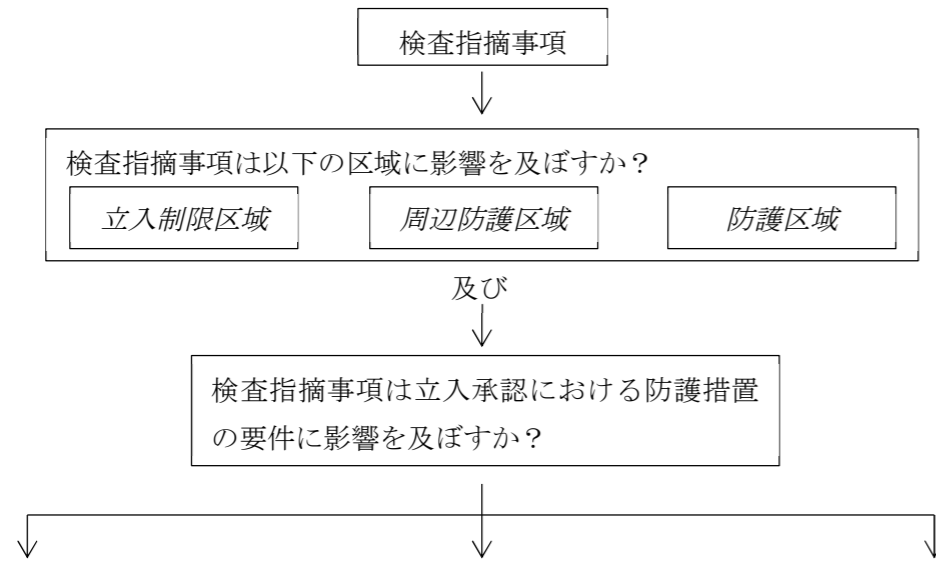 検査指摘事項
検査指摘事項は以下の区域に影響を及ぼすか？
立入制限区域
周辺防護区域
防護区域
及び
検査指摘事項は立入承認における防護措置
の要件に影響を及ぼすか？